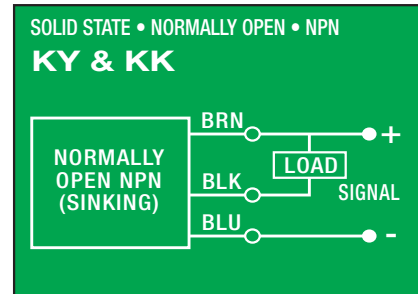 SOLID STATE • NORMALLY OPEN • NPN
KY & KK
BRN
+
NORMALLY
OPEN NPN
(SINKING)
LOAD
BLK
SIGNAL
BLU
-